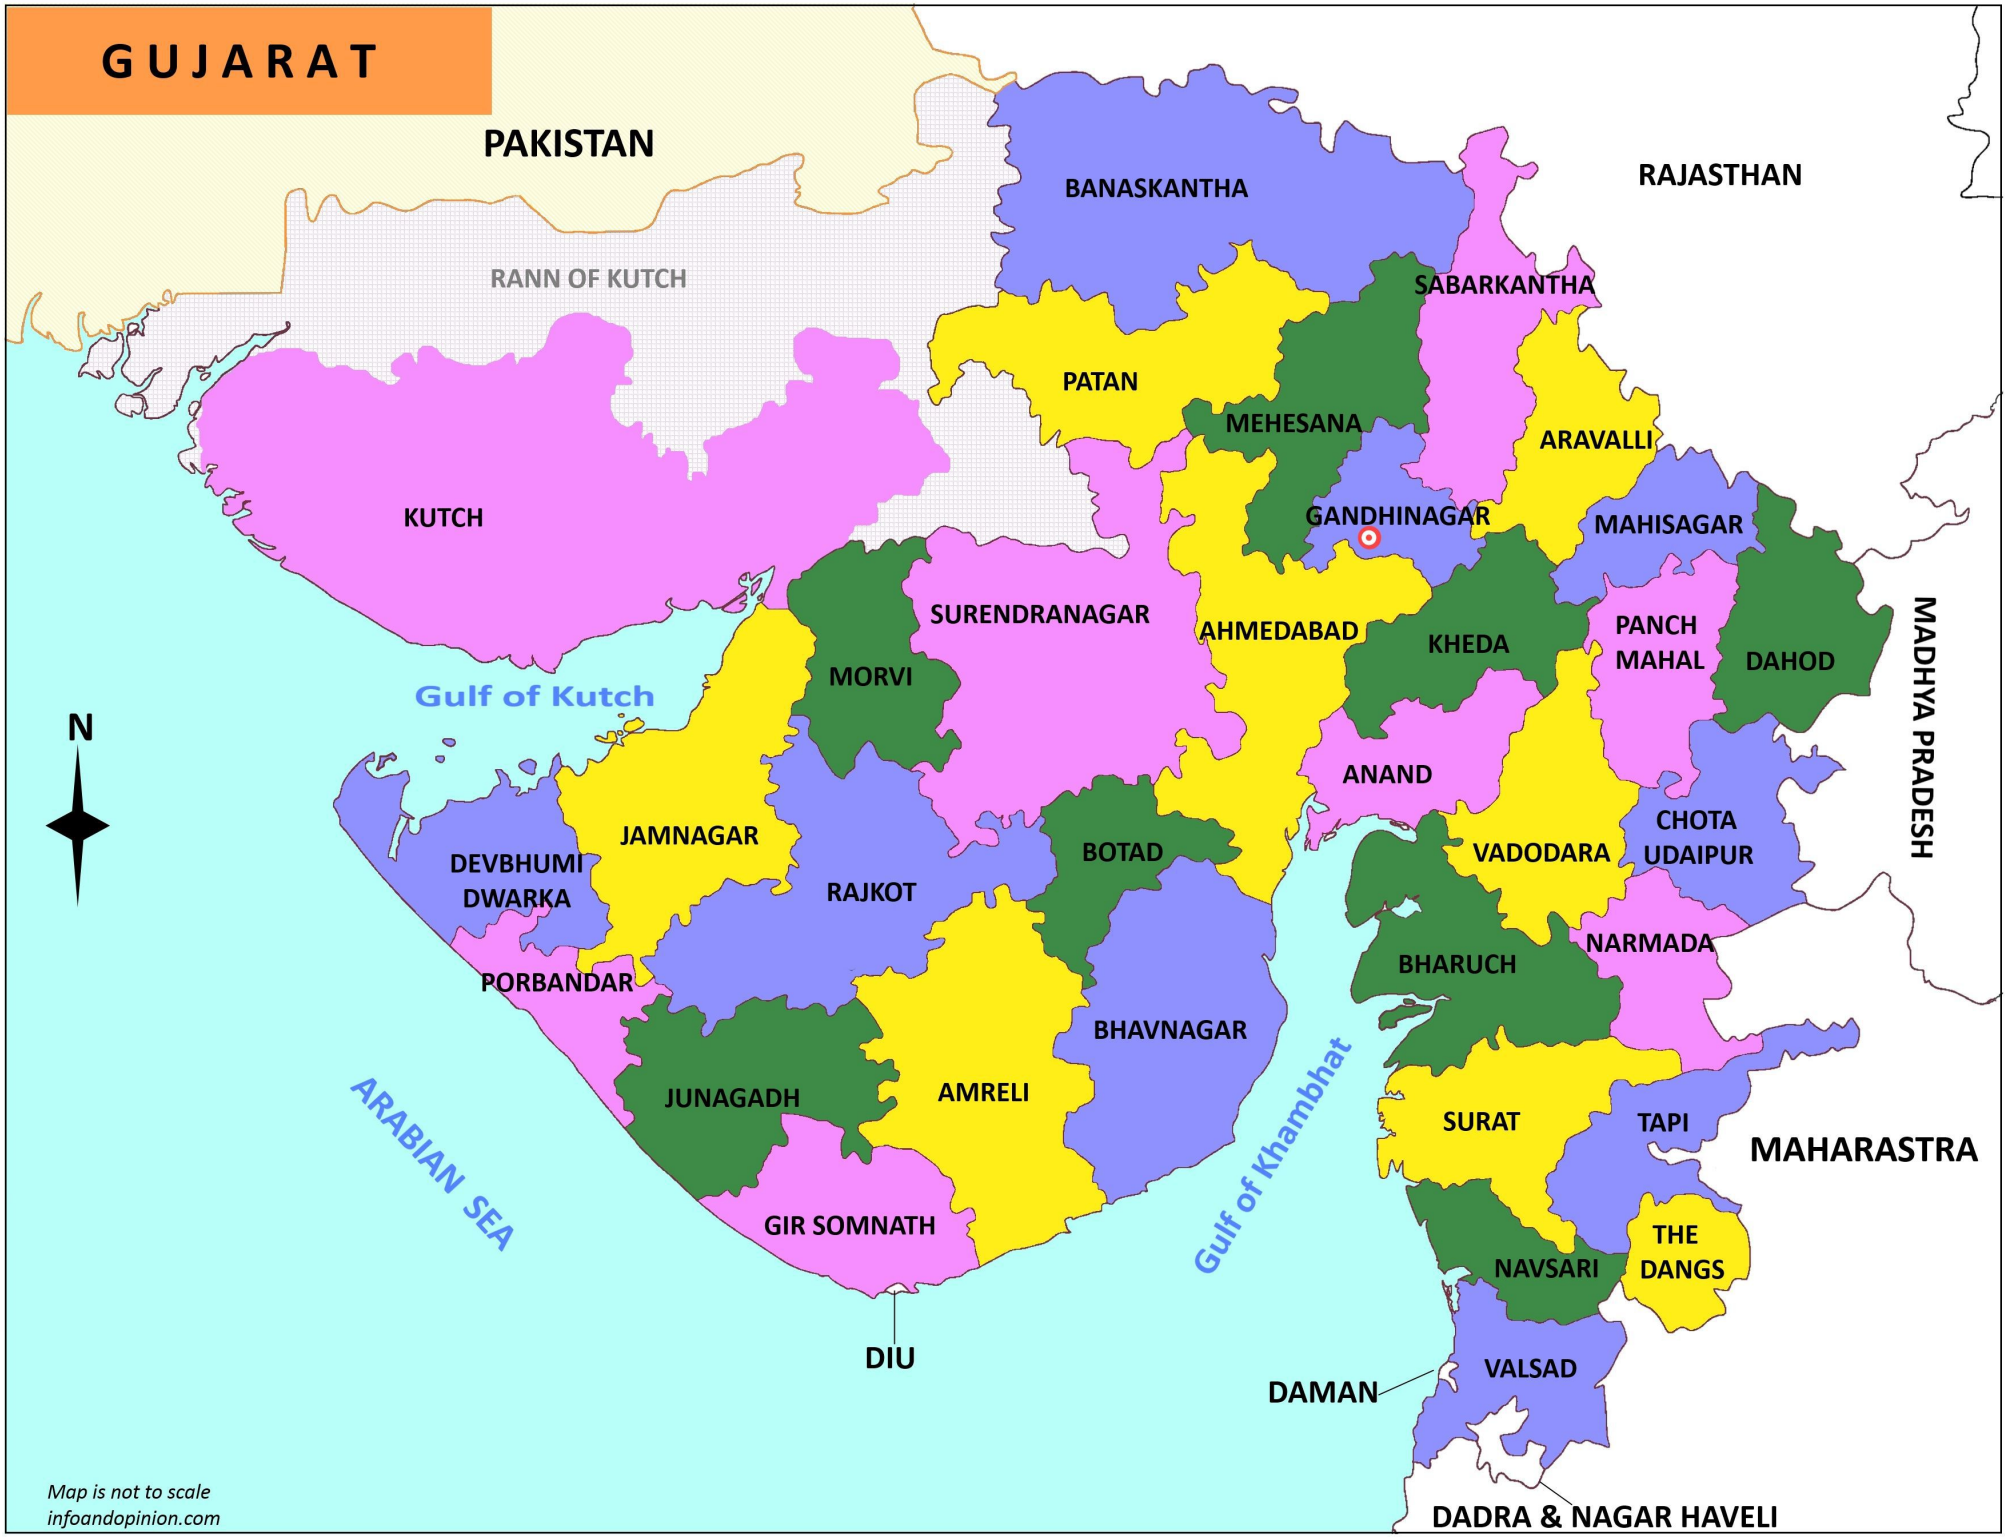 GUJARAT
PAKISTAN
RAJASTHAN
BANASKANTHA
RANN OF KUTCH
SABARKANTHA
PATAN
MEHESANA
ARAVALLI
KUTCH
GANDHINAGAR
MAHISAGAR
SURENDRANAGAR
AHMEDABAD
KHEDA
PANCH
MAHAL
DAHOD
MADHYA PRADESH
MORVI
Gulf of Kutch
N
ANAND
JAMNAGAR
BOTAD
VADODARA
CHOTA
UDAIPUR
DEVBHUMI
DWARKA
RAJKOT
NARMADA
BHARUCH
PORBANDAR
BHAVNAGAR
JUNAGADH
AMRELI
SURAT
TAPI
MAHARASTRA
ARABIAN SEA
Gulf of Khambhat
GIR SOMNATH
THE
DANGS
NAVSARI
DIU
VALSAD
DAMAN
Map is not to scale
infoandopinion.com
DADRA & NAGAR HAVELI